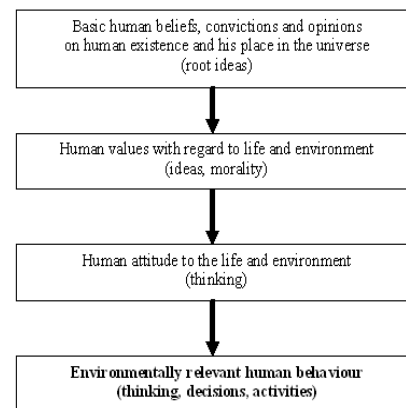 Basic human beliefs, convictions and opinions
on human existence and his place in the universe
(root ideas)
Human values with regard to life and environment
(ideas, morality)
Human attitude to the life and environment
(thinking)
Environmentally relevant human behaviour
(thinking, decisions, activities)